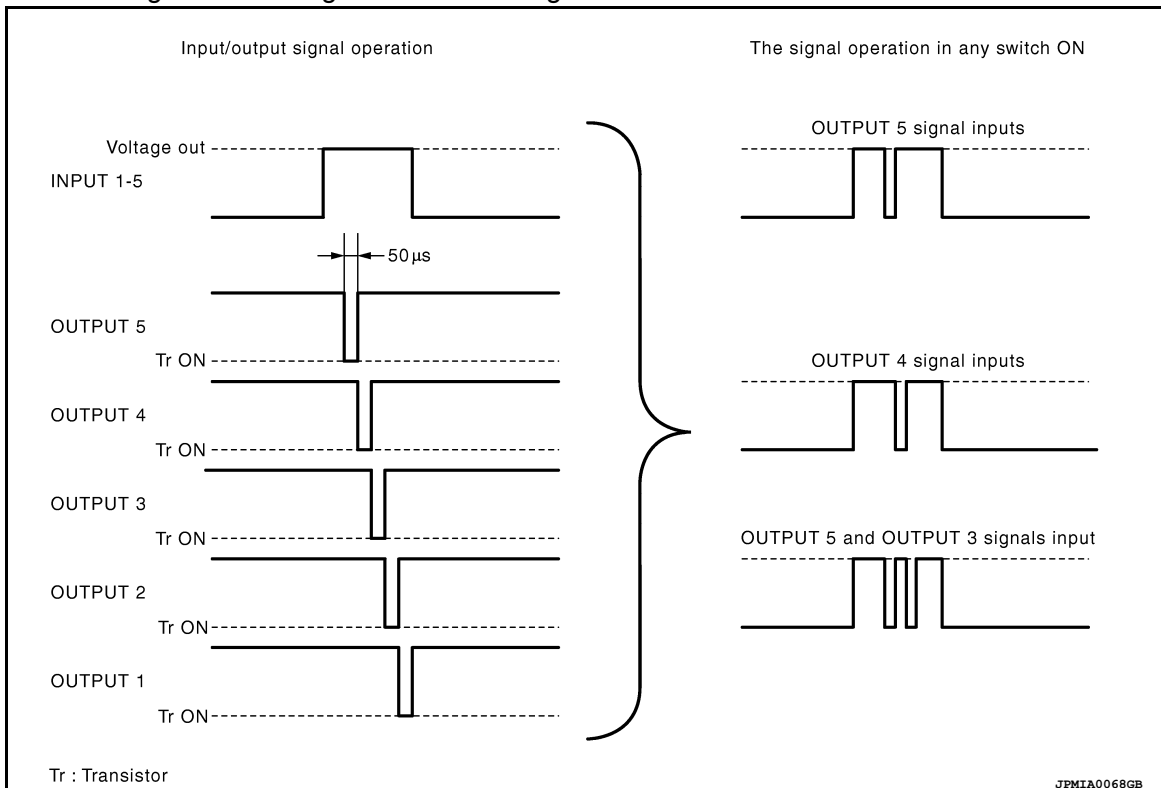 Input/output signal operation
The signal operation in any switch ON
Voltage out
INPUT 1-5
50 μs
OUTPUT 5
Tr ON
OUTPUT 4
Tr ON
OUTPUT 3
Tr ON
OUTPUT 2
Tr ON
OUTPUT 1
Tr ON
OUTPUT 5 signal inputs
OUTPUT 4 signal inputs
OUTPUT 5 and OUTPUT 3 signals input
Tr : Transistor
JPMIA0068GB